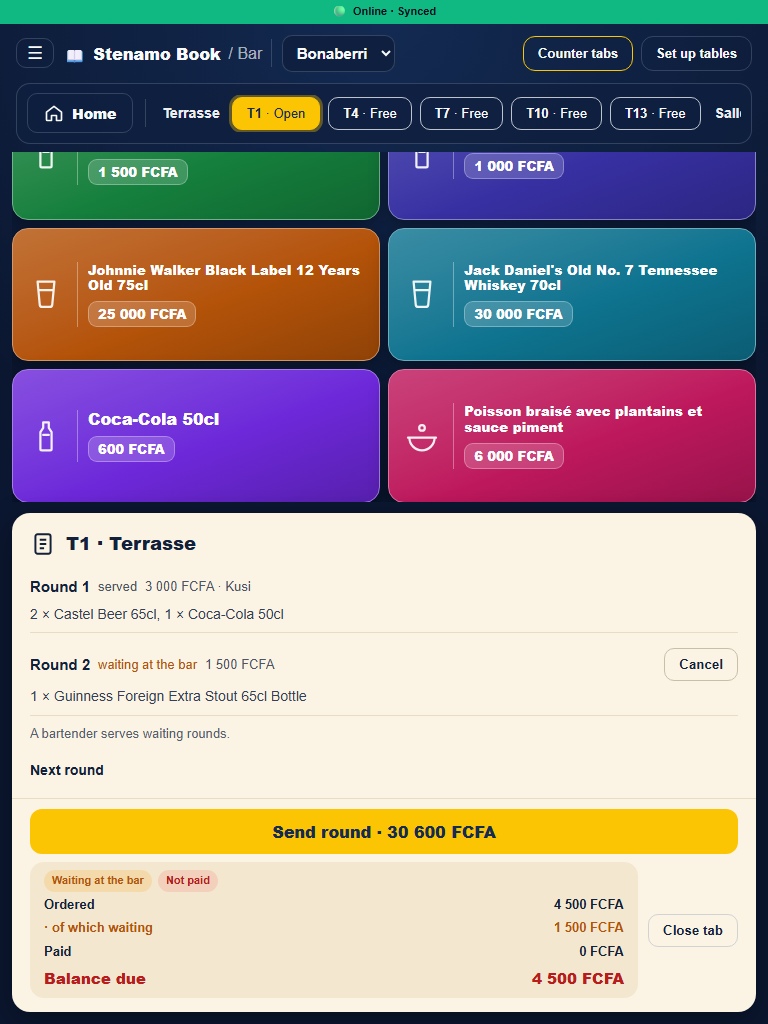 Online · Synced
☰ 📖 Stenamo Book / Bar Bonaberri Counter tabs Set up tables
Home Terrasse T1 · Open T4 · Free T7 · Free T10 · Free T13 · Free
1 500 FCFA
1 000 FCFA
Johnnie Walker Black Label 12 Years
Old 75cl
25 000 FCFA
Jack Daniel's Old No. 7 Tennessee
Whiskey 70cl
30 000 FCFA
Coca-Cola 50cl
600 FCFA
Poisson braisé avec plantains et
sauce piment
6 000 FCFA
T1 · Terrasse
Round 1 served 3 000 FCFA · Kusi
2 × Castel Beer 65cl, 1 × Coca-Cola 50cl
Round 2 waiting at the bar 1 500 FCFA Cancel
1 × Guinness Foreign Extra Stout 65cl Bottle
A bartender serves waiting rounds.
Next round
Send round · 30 600 FCFA
Waiting at the bar Not paid
Ordered 4 500 FCFA
· of which waiting 1 500 FCFA
Close tab
Paid 0 FCFA
Balance due 4 500 FCFA